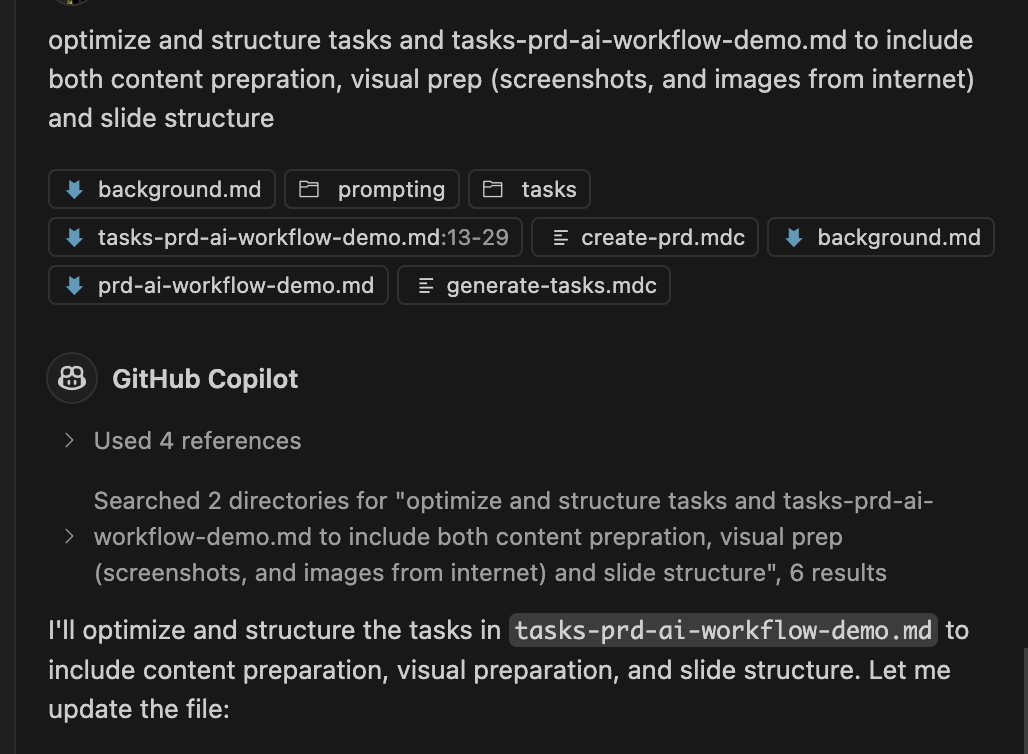 optimize and structure tasks and tasks-prd-ai-workflow-demo.md to include
both content prepration, visual prep (screenshots, and images from internet)
and slide structure
background.md prompting tasks
tasks-prd-ai-workflow-demo.md:13-29 create-prd.mdc background.md
prd-ai-workflow-demo.md generate-tasks.mdc
GitHub Copilot
Used 4 references
Searched 2 directories for "optimize and structure tasks and tasks-prd-ai-
workflow-demo.md to include both content prepration, visual prep
(screenshots, and images from internet) and slide structure", 6 results
I'll optimize and structure the tasks in tasks-prd-ai-workflow-demo.md to
include content preparation, visual preparation, and slide structure. Let me
update the file: